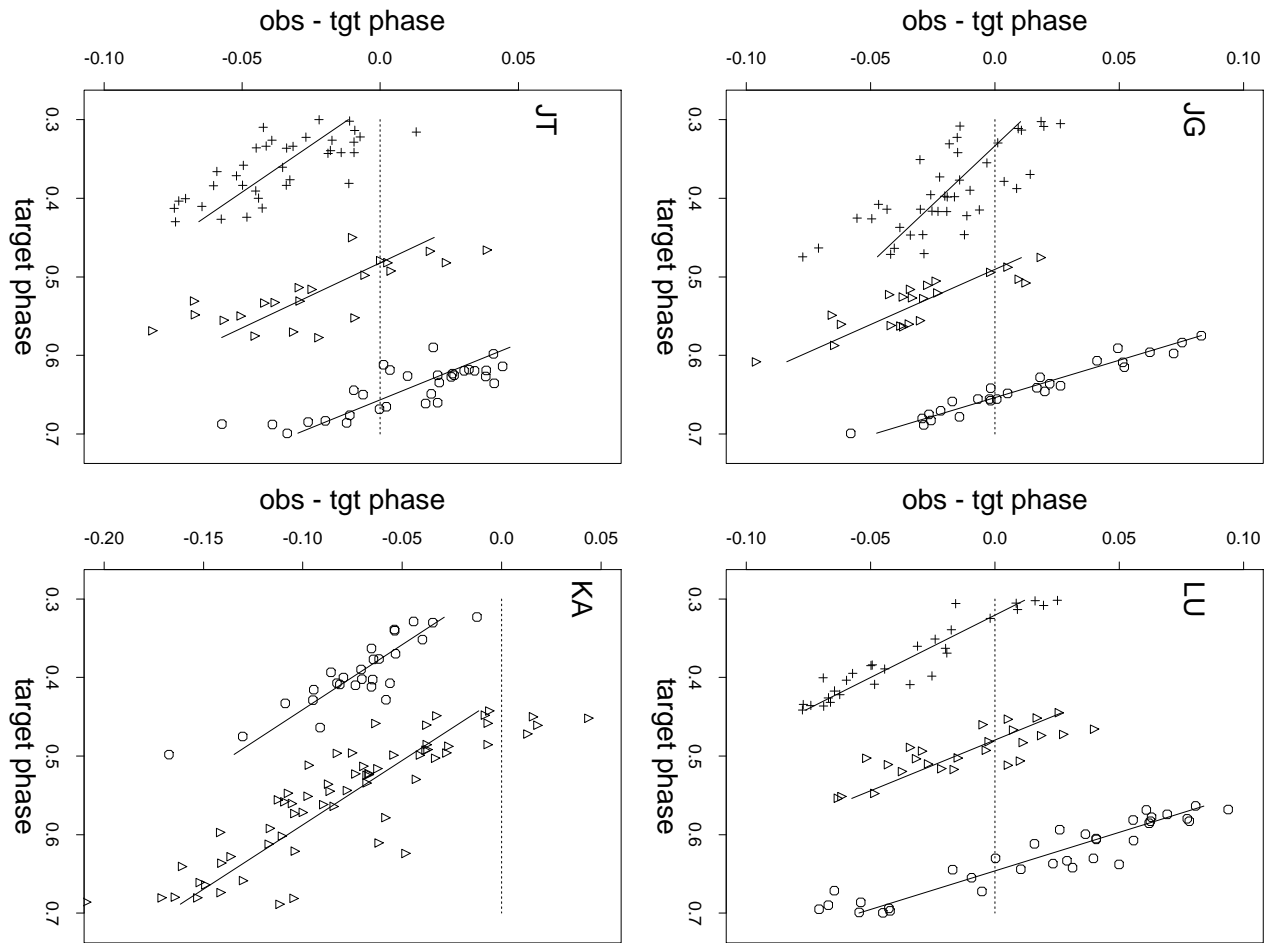 obs - tgt phase
-0.10 -0.05 0.0 0.05
0.3 0.4 0.5 0.6 0.7
target phase
JT
obs - tgt phase
-0.10 -0.05 0.0 0.05 0.10
0.3 0.4 0.5 0.6 0.7
target phase
JG
obs - tgt phase
-0.20 -0.15 -0.10 -0.05 0.0 0.05
0.3 0.4 0.5 0.6 0.7
target phase
KA
obs - tgt phase
-0.10 -0.05 0.0 0.05 0.10
0.3 0.4 0.5 0.6 0.7
target phase
LU